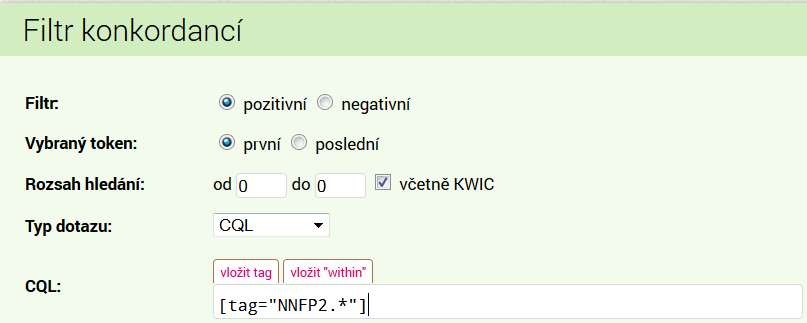 Filtr konkordancí
Filtr: pozitivní negativní
Vybraný token: první poslední
Rozsah hledání: od 0 do 0 včetně KWIC
Typ dotazu: CQL
vložit tag vložit "within"
CQL:
[tag="NNFP2.*"]